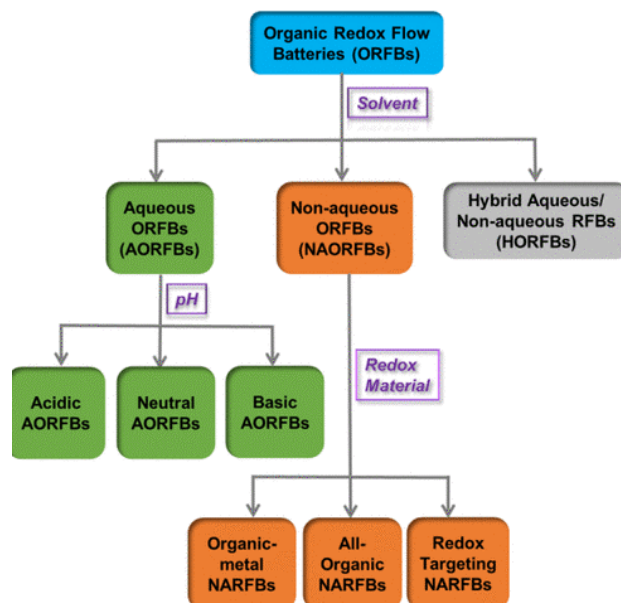 Organic Redox Flow
Batteries (ORFBs)
Solvent
Aqueous
ORFBs
(AORFBs)
Non-aqueous
ORFBs
(NAORFBs)
Hybrid Aqueous/
Non-aqueous RFBs
(HORFBs)
pH
Redox
Material
Acidic
AORFBs
Neutral
AORFBs
Basic
AORFBs
Organic-
metal
NARFBs
All-
Organic
NARFBs
Redox
Targeting
NARFBs